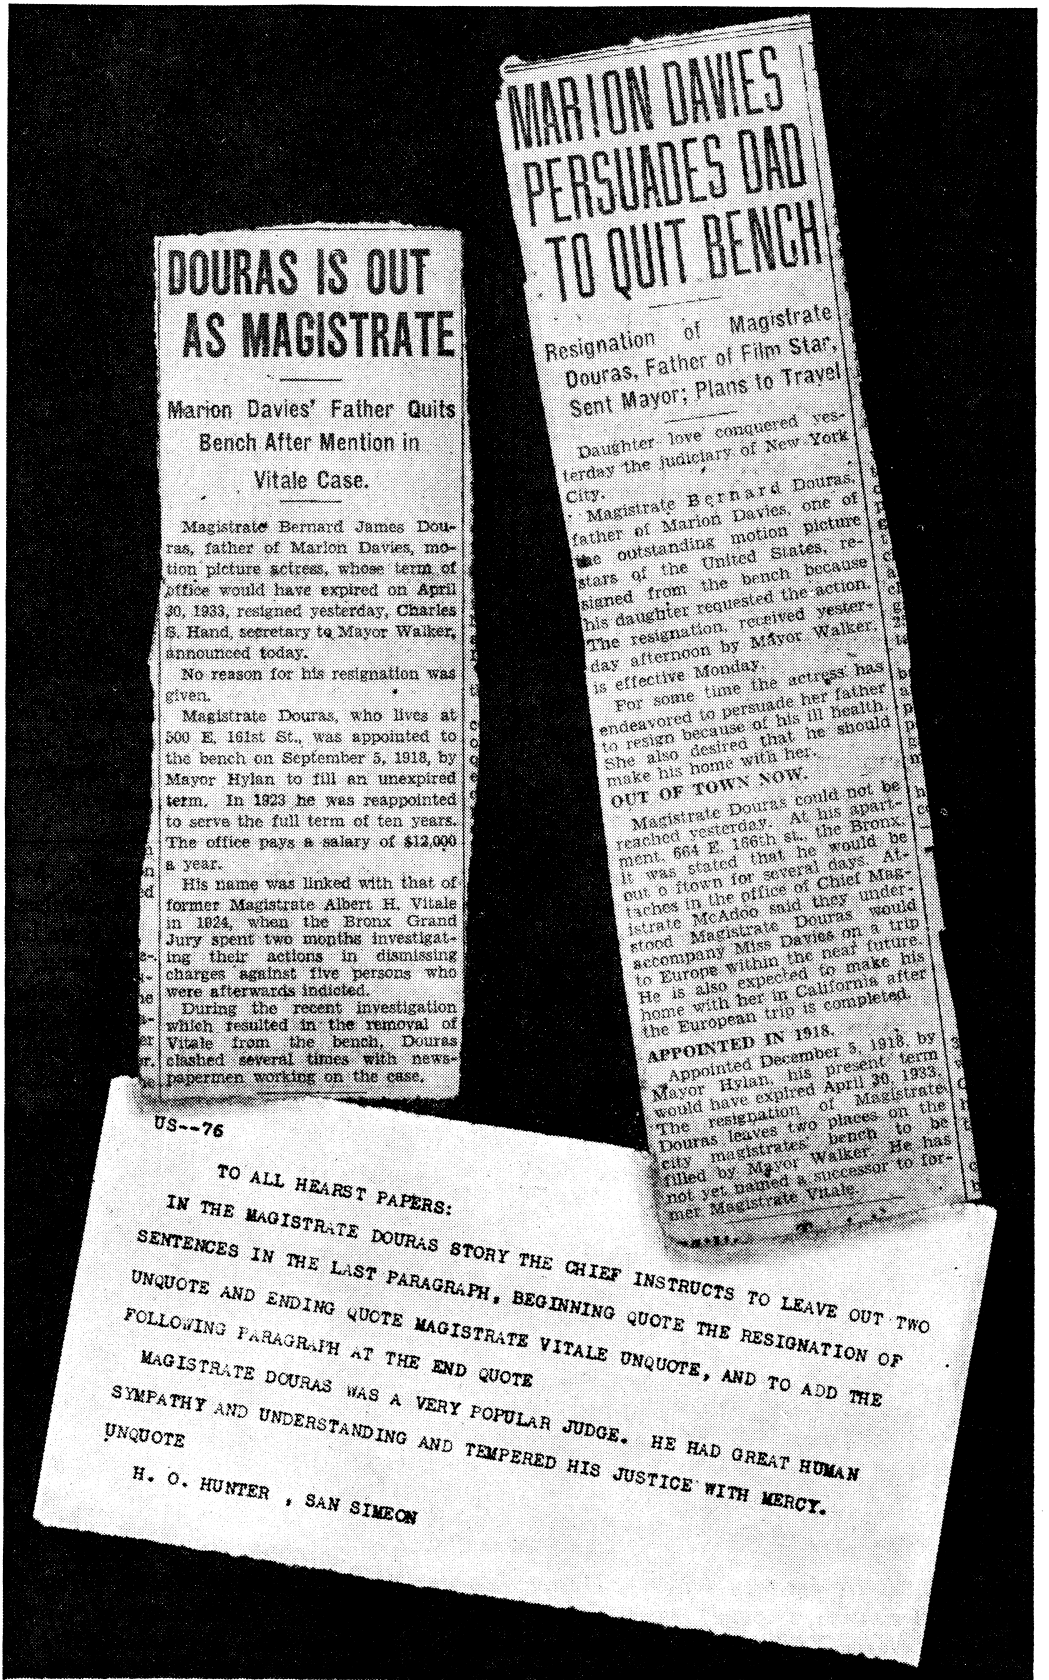 DOURAS IS OUT
AS MAGISTRATE
Marion Davies' Father Quits
Bench After Mention in
Vitale Case.
Magistrate Bernard James Dou-
ras, father of Marion Davies, mo-
tion picture actress, whose term of
office would have expired on April
30, 1933, resigned yesterday, Charles
S. Hand, secretary to Mayor Walker,
announced today.
No reason for his resignation was
given.
Magistrate Douras, who lives at
500 E. 161st St., was appointed to
the bench on September 5, 1918, by
Mayor Hylan to fill an unexpired
term. In 1923 he was reappointed
to serve the full term of ten years.
The office pays a salary of $12,000
a year.
His name was linked with that of
former Magistrate Albert H. Vitale
in 1924, when the Bronx Grand
Jury spent two months investigat-
ing their actions in dismissing
charges against five persons who
were afterwards indicted.
During the recent investigation
which resulted in the removal of
Vitale from the bench, Douras
clashed several times with news-
papermen working on the case.
MARION DAVIES
PERSUADES DAD
TO QUIT BENCH
Resignation of Magistrate
Douras, Father of Film Star,
Sent Mayor; Plans to Travel
Daughter love conquered yes-
terday the judiciary of New York
City.
Magistrate Bernard Douras,
father of Marion Davies, one of
the outstanding motion picture
stars of the United States, re-
signed from the bench because
his daughter requested the action.
The resignation, received yester-
day afternoon by Mayor Walker,
is effective Monday.
For some time the actress has
endeavored to persuade her father
to resign because of his ill health.
She also desired that he should
make his home with her.
OUT OF TOWN NOW.
Magistrate Douras could not be
reached yesterday. At his apart-
ment, 664 E. 166th st., the Bronx,
it was stated that he would be
out o ftown for several days. At-
taches in the office of Chief Mag-
istrate McAdoo said they under-
stood Magistrate Douras would
accompany Miss Davies on a trip
to Europe within the near future.
He is also expected to make his
home with her in California after
the European trip is completed.
APPOINTED IN 1918.
Appointed December 5, 1918, by
Mayor Hylan, his present term
would have expired April 30, 1933.
The resignation of Magistrate
Douras leaves two places on the
city magistrates' bench to be
filled by Mayor Walker. He has
not yet named a successor to for-
mer Magistrate Vitale.
US--76
TO ALL HEARST PAPERS:
IN THE MAGISTRATE DOURAS STORY THE CHIEF INSTRUCTS TO LEAVE OUT TWO
SENTENCES IN THE LAST PARAGRAPH, BEGINNING QUOTE THE RESIGNATION OF
UNQUOTE AND ENDING QUOTE MAGISTRATE VITALE UNQUOTE, AND TO ADD THE
FOLLOWING PARAGRAPH AT THE END QUOTE
MAGISTRATE DOURAS WAS A VERY POPULAR JUDGE. HE HAD GREAT HUMAN
SYMPATHY AND UNDERSTANDING AND TEMPERED HIS JUSTICE WITH MERCY.
UNQUOTE
H. O. HUNTER , SAN SIMEON